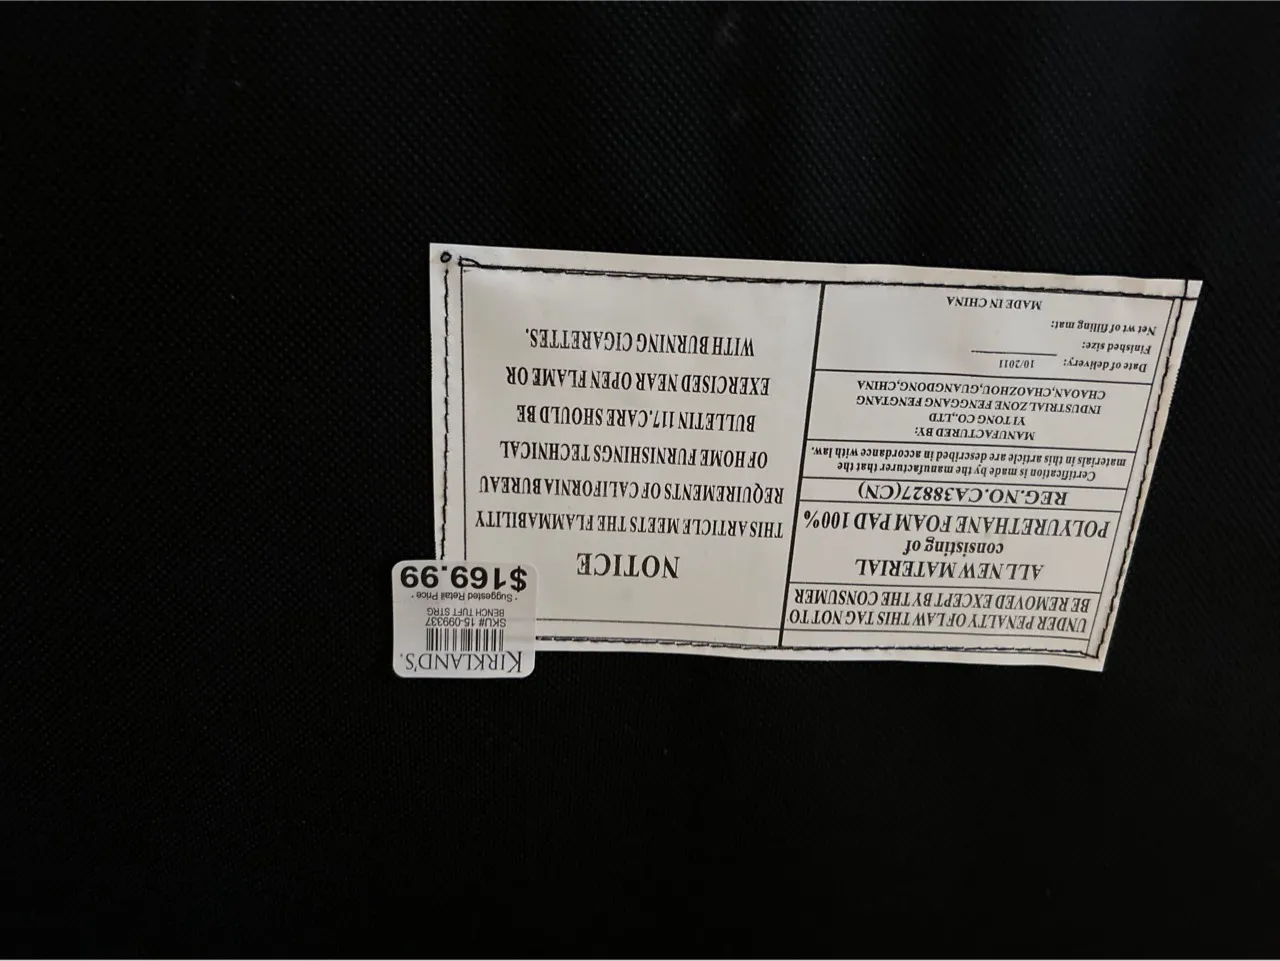 UNDER PENALTY OF LAW THIS TAG NOT TO
BE REMOVED EXCEPT BY THE CONSUMER
ALL NEW MATERIAL
consisting of
POLYURETHANE FOAM PAD 100%
REG.NO.CA38827(CN)
Certification is made by the manufacturer that the
materials in this article are described in accordance with law.
MANUFACTURED BY:
YI TONG CO.,LTD
INDUSTRIAL ZONE FENGGANG FENGTANG
CHAOAN,CHAOZHOU,GUANGDONG,CHINA
Date of delivery: 10/2011
Finished size:
Net wt of filling mat:
MADE IN CHINA
NOTICE
THIS ARTICLE MEETS THE FLAMMABILITY
REQUIREMENTS OF CALIFORNIA BUREAU
OF HOME FURNISHINGS TECHNICAL
BULLETIN 117.CARE SHOULD BE
EXERCISED NEAR OPEN FLAME OR
WITH BURNING CIGARETTES.
KIRKLAND'S.
SKU# 15-099337
BENCH TUFT STRG
* Suggested Retail Price *
$169.99